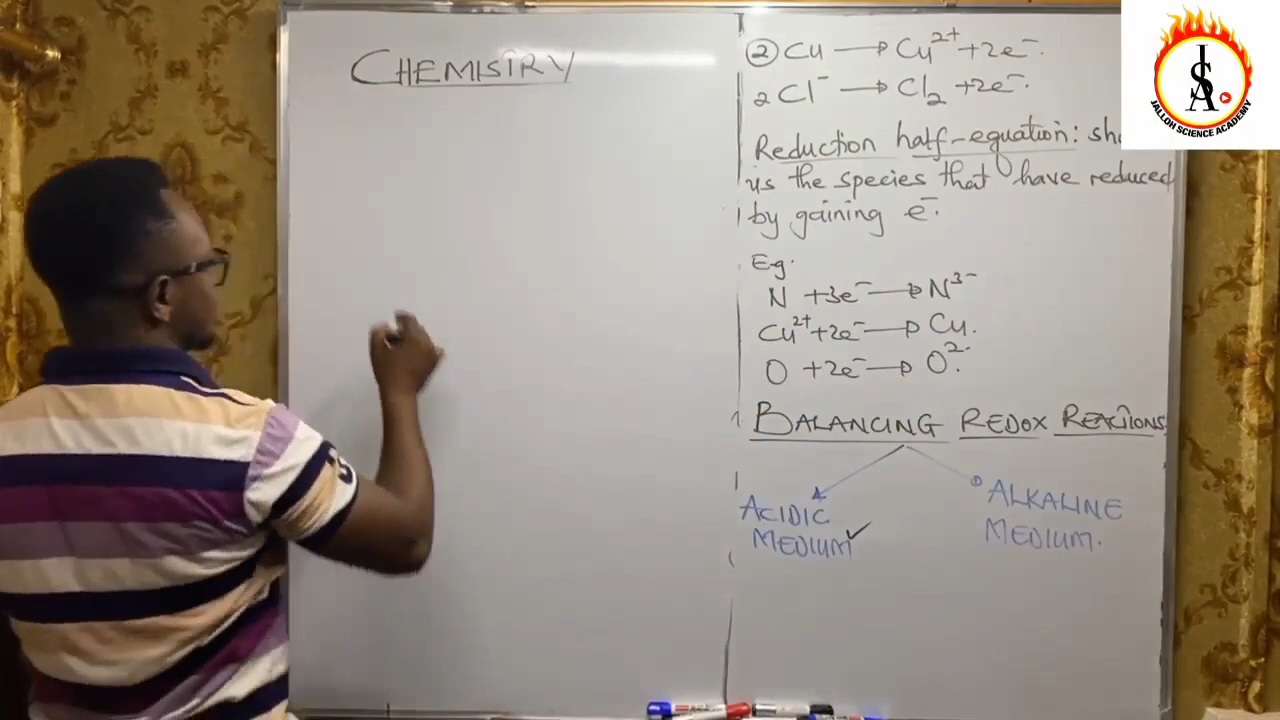 CHEMISTRY
② Cu → Cu²⁺ + 2e⁻.
2Cl⁻ → Cl₂ + 2e⁻.
Reduction half-equation:
us the species that have reduced
by gaining e⁻.
Eg.
N + 3e⁻ → N³⁻
Cu²⁺ + 2e⁻ → Cu.
O + 2e⁻ → O²⁻.
BALANCING REDOX REACTIONS
ACIDIC
MEDIUM ✓
ALKALINE
MEDIUM.
JSA
JALLOH SCIENCE ACADEMY